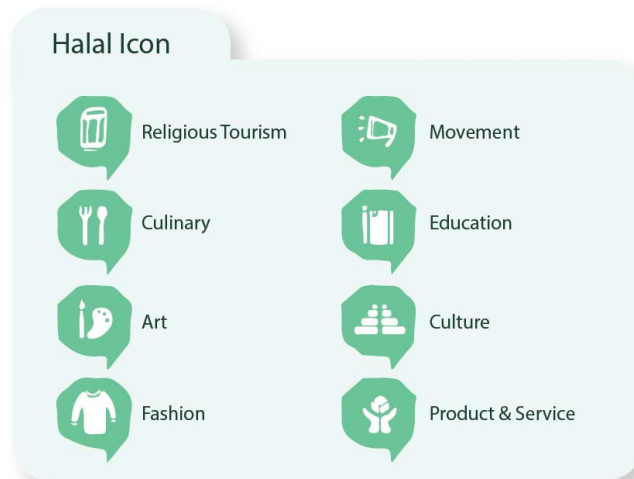 Halal Icon
Religious Tourism
Movement
Culinary
Education
Art
Culture
Fashion
Product & Service